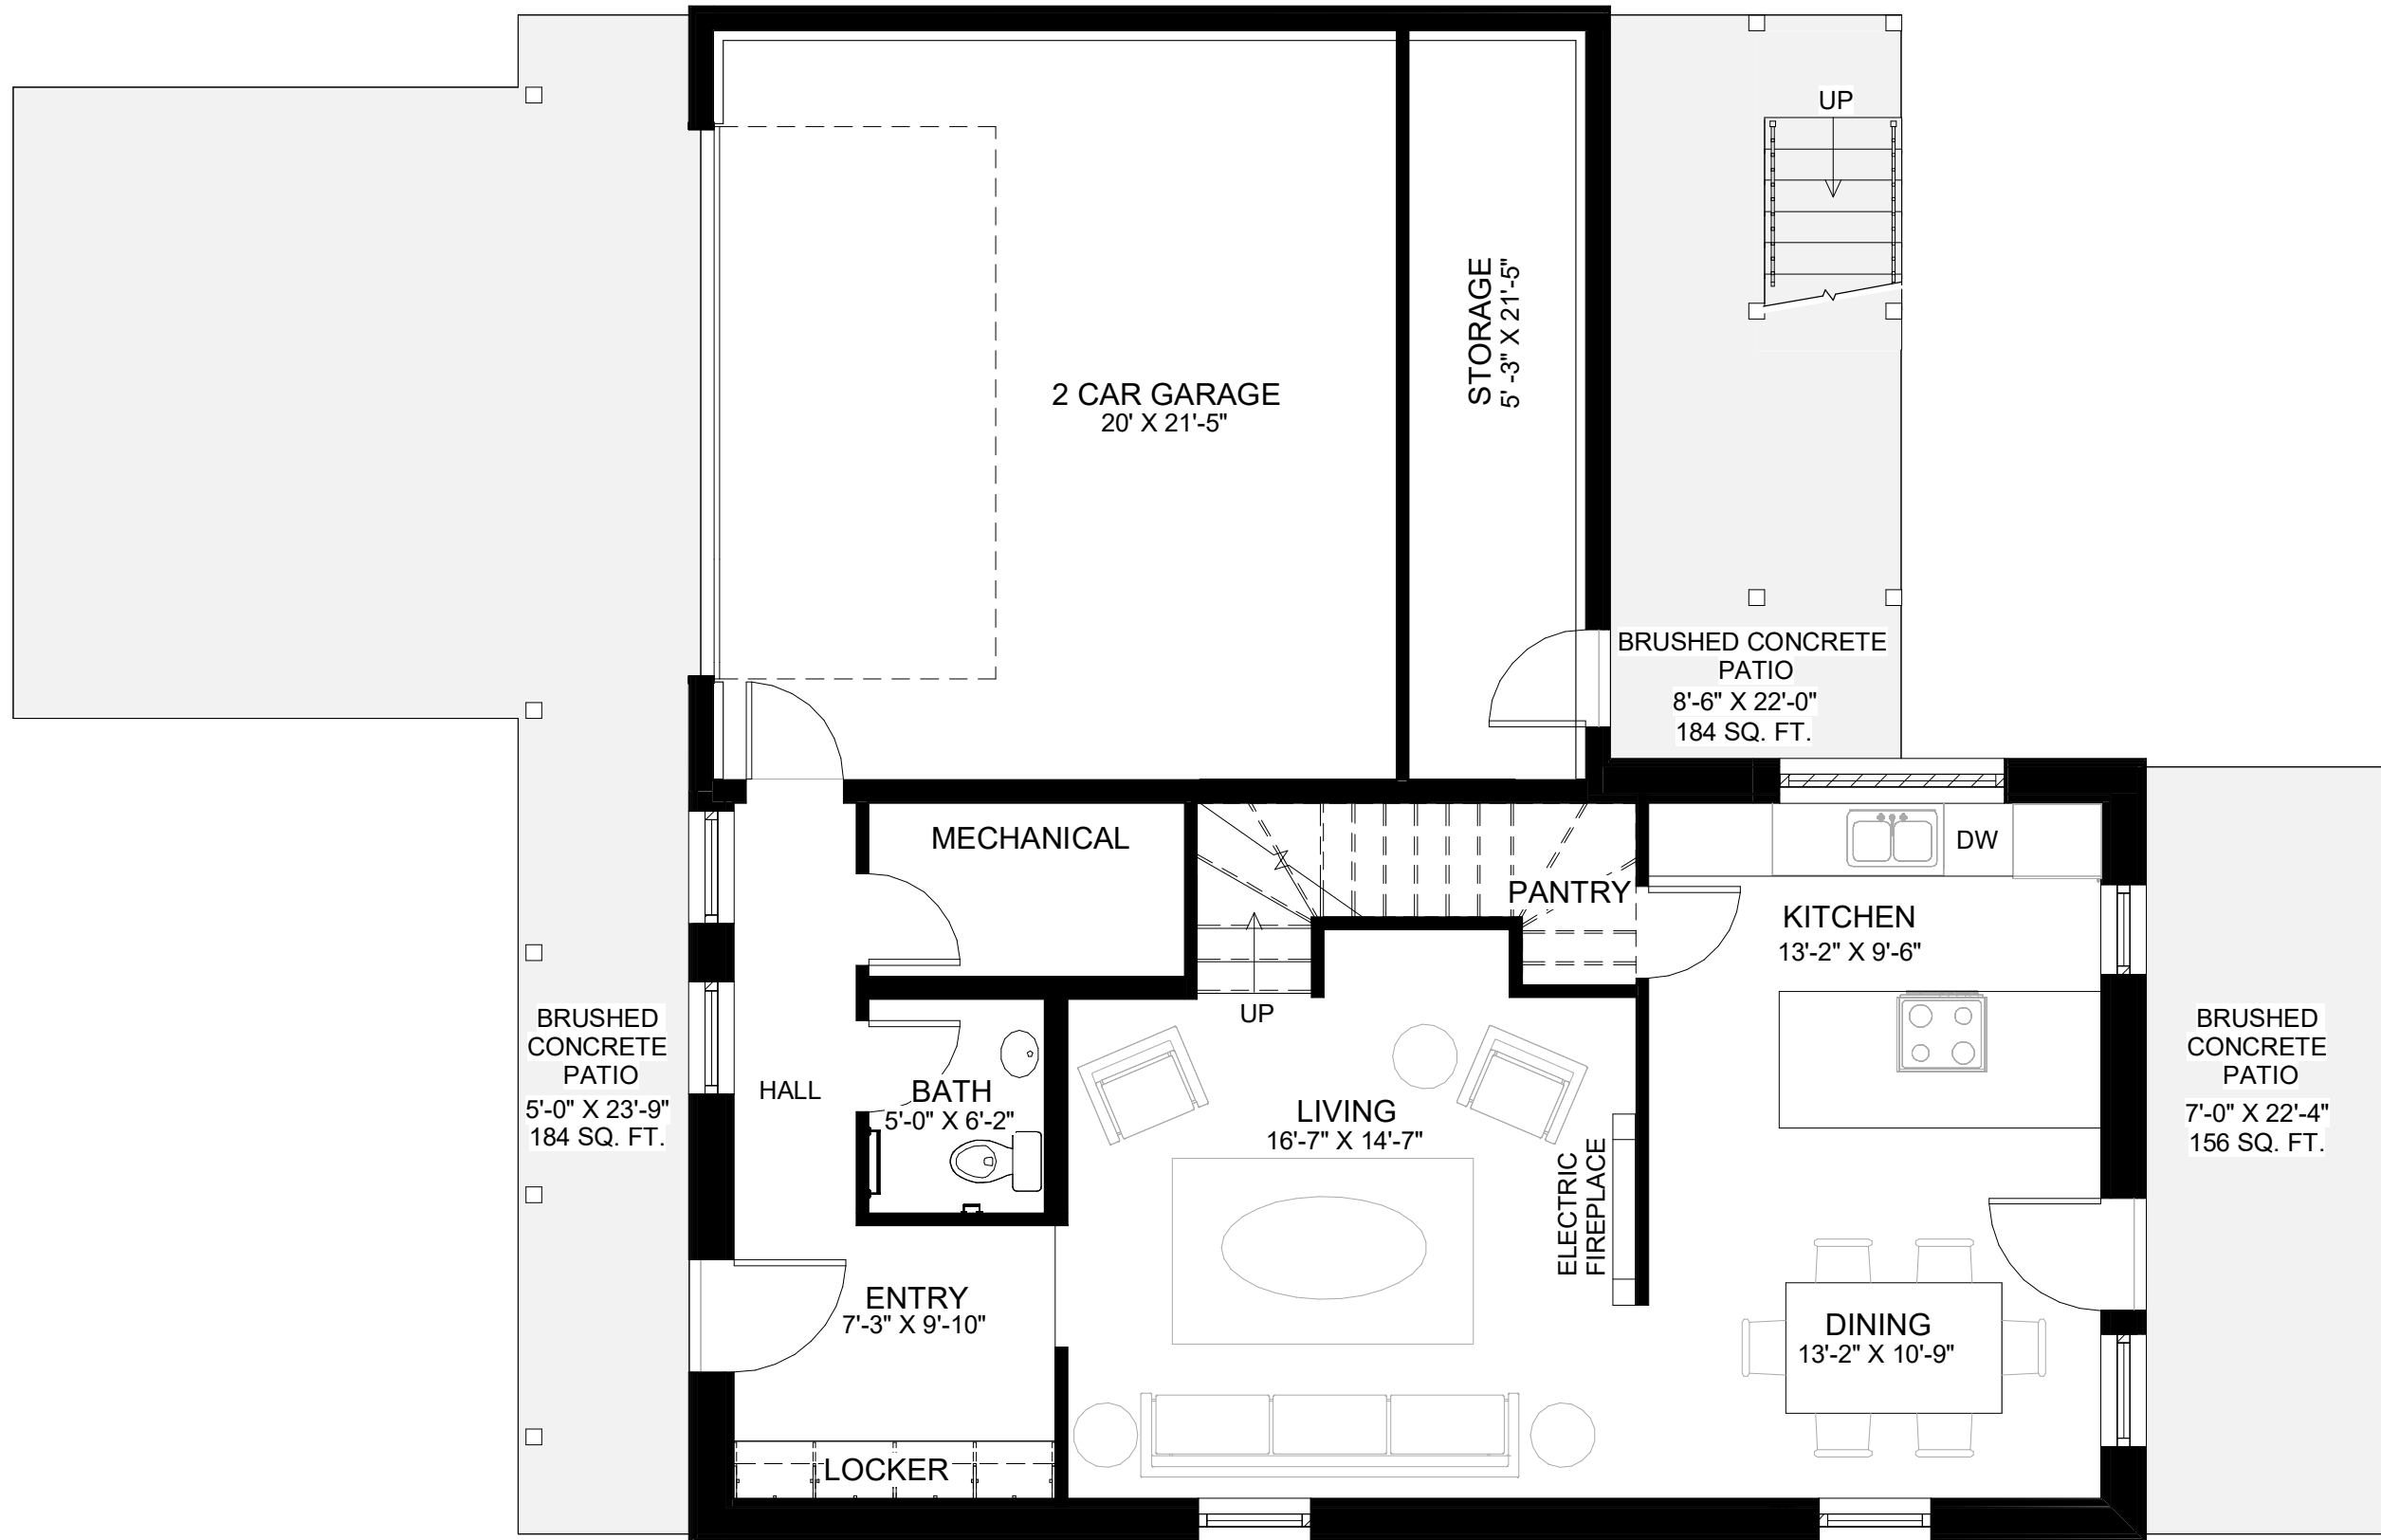 UP
2 CAR GARAGE
20' X 21'-5"
STORAGE
5' -3" X 21'-5"
BRUSHED CONCRETE
PATIO
8'-6" X 22'-0"
184 SQ. FT.
MECHANICAL
PANTRY
DW
KITCHEN
13'-2" X 9'-6"
UP
BRUSHED
CONCRETE
PATIO
5'-0" X 23'-9"
184 SQ. FT.
HALL
BATH
5'-0" X 6'-2"
LIVING
16'-7" X 14'-7"
ELECTRIC
FIREPLACE
BRUSHED
CONCRETE
PATIO
7'-0" X 22'-4"
156 SQ. FT.
ENTRY
7'-3" X 9'-10"
DINING
13'-2" X 10'-9"
LOCKER